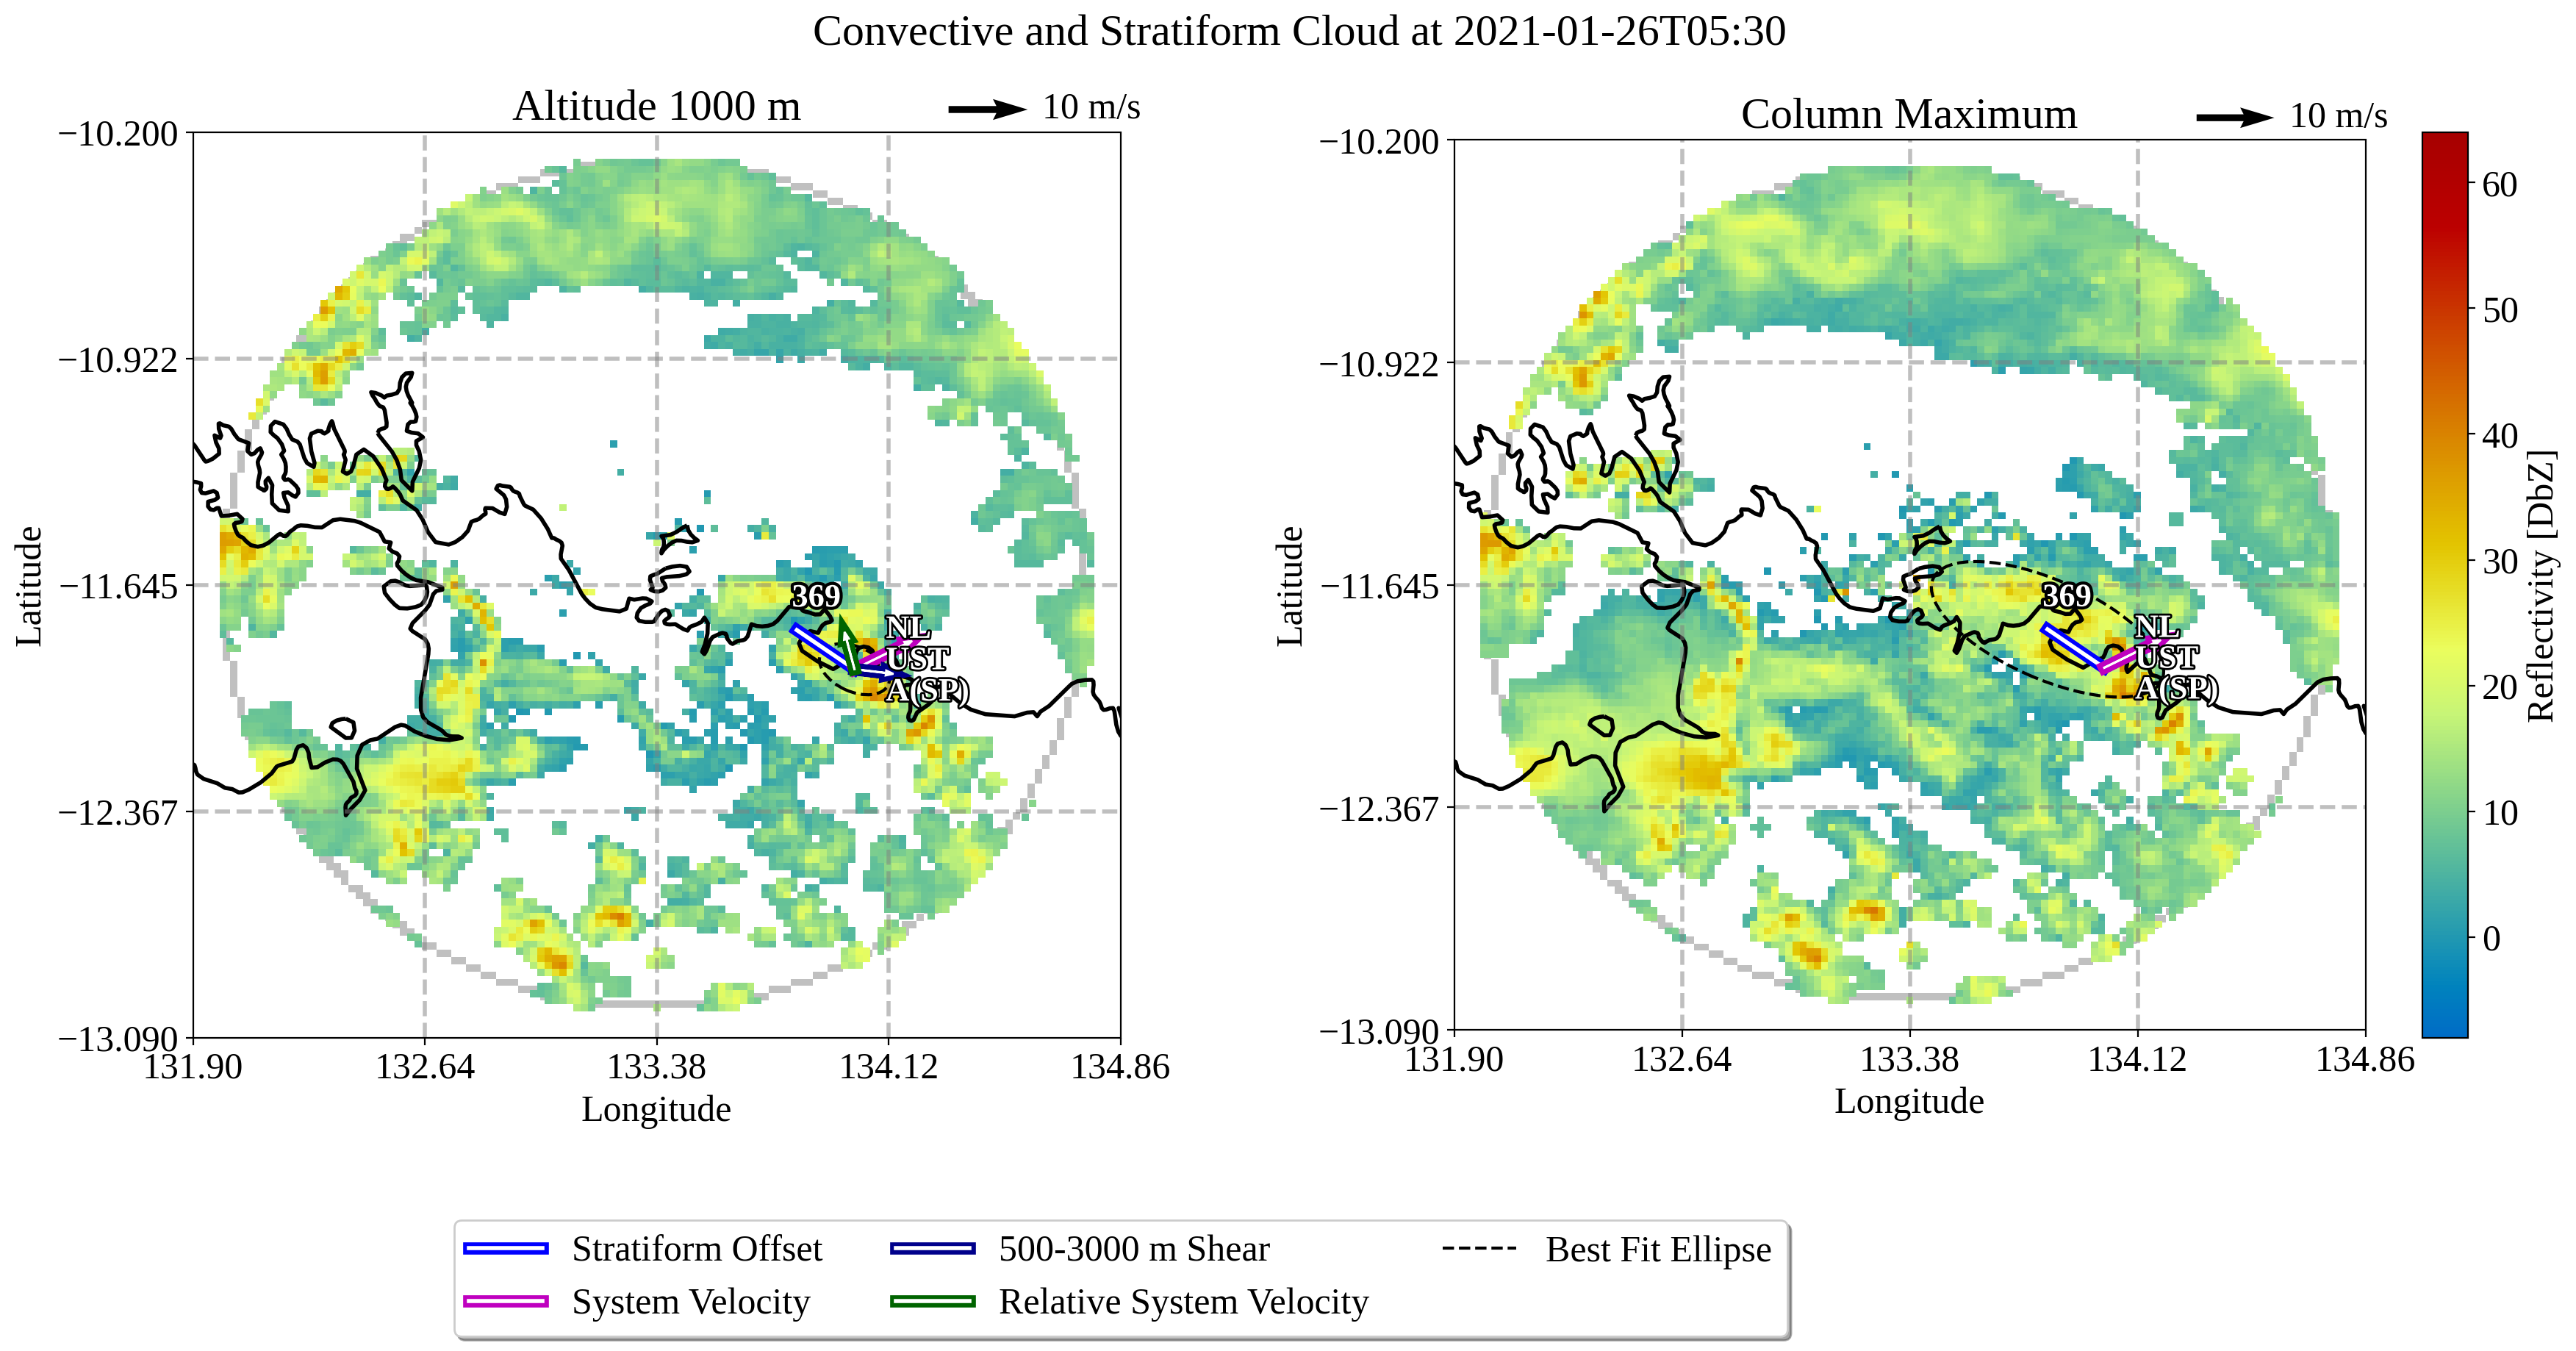 Convective and Stratiform Cloud at 2021-01-26T05:30
Altitude 1000 m
10 m/s
−10.200
−10.922
−11.645
−12.367
−13.090
131.90
132.64
133.38
134.12
134.86
Latitude
Longitude
369
NL
UST
A(SP)
Column Maximum
10 m/s
−10.200
−10.922
−11.645
−12.367
−13.090
131.90
132.64
133.38
134.12
134.86
Latitude
Longitude
369
NL
UST
A(SP)
60
50
40
30
20
10
0
Reflectivity [DbZ]
Stratiform Offset
System Velocity
500-3000 m Shear
Relative System Velocity
Best Fit Ellipse